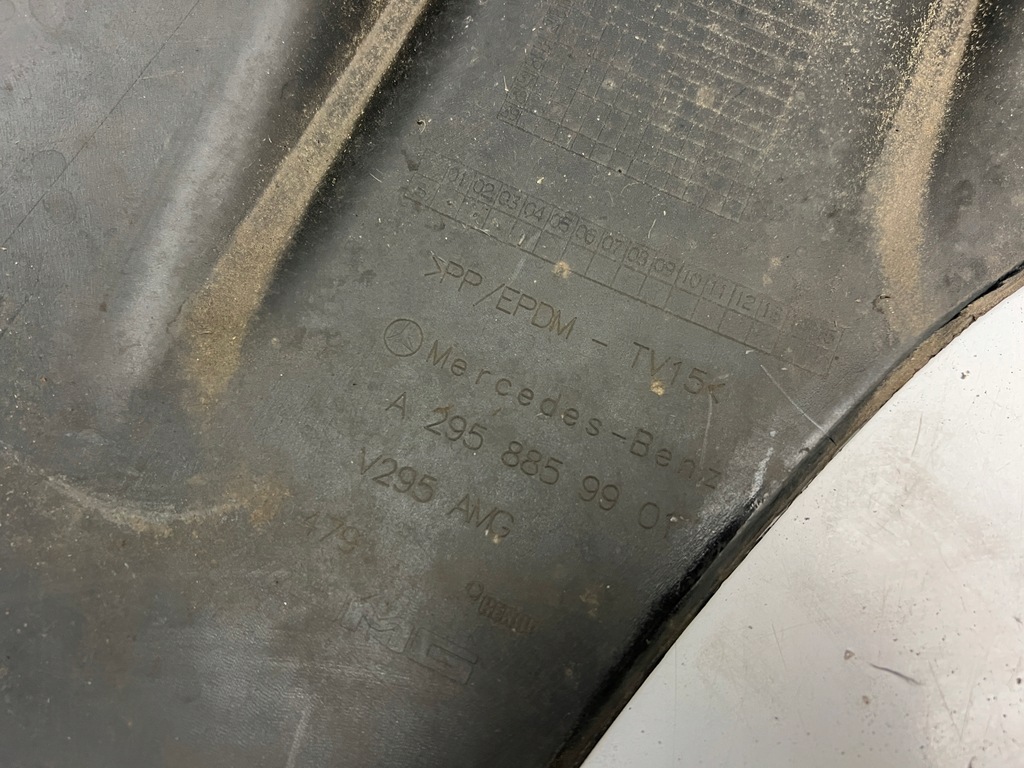 01 02 03 04 05 06 07 08 09 10 11 12 13
>PP/EPDM - TV15<
Mercedes-Benz
A 295 885 99 01
V295 AMG
479